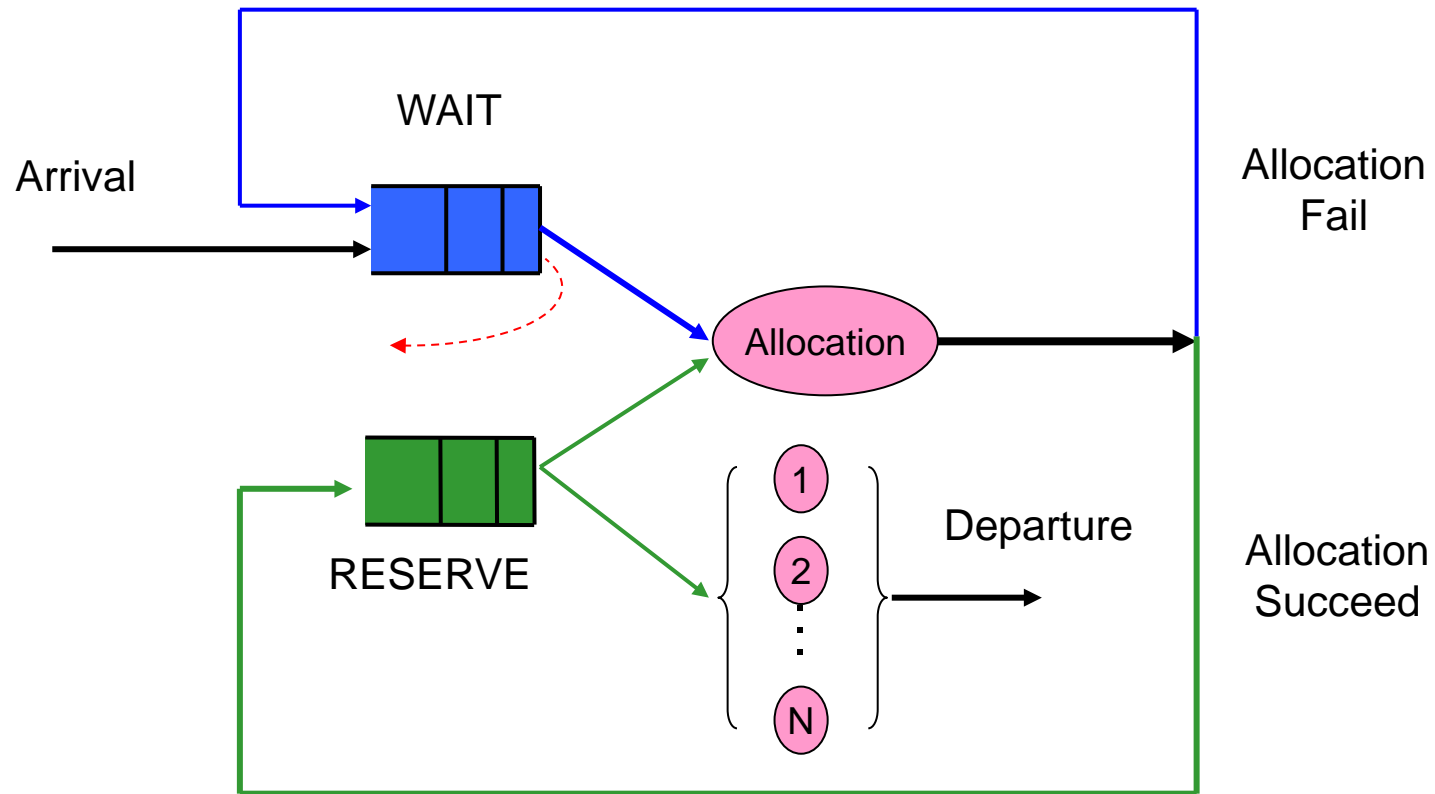 WAIT
Arrival
Allocation
Fail
Allocation
1
Departure
2
RESERVE
Allocation
Succeed
N